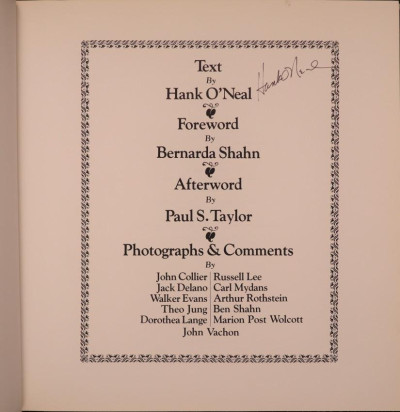 Text
By
Hank O'Neal
Hank O'Neal
Foreword
By
Bernarda Shahn
Afterword
By
Paul S. Taylor
Photographs & Comments
By
John Collier Russell Lee
Jack Delano Carl Mydans
Walker Evans Arthur Rothstein
Theo Jung Ben Shahn
Dorothea Lange Marion Post Wolcott
John Vachon